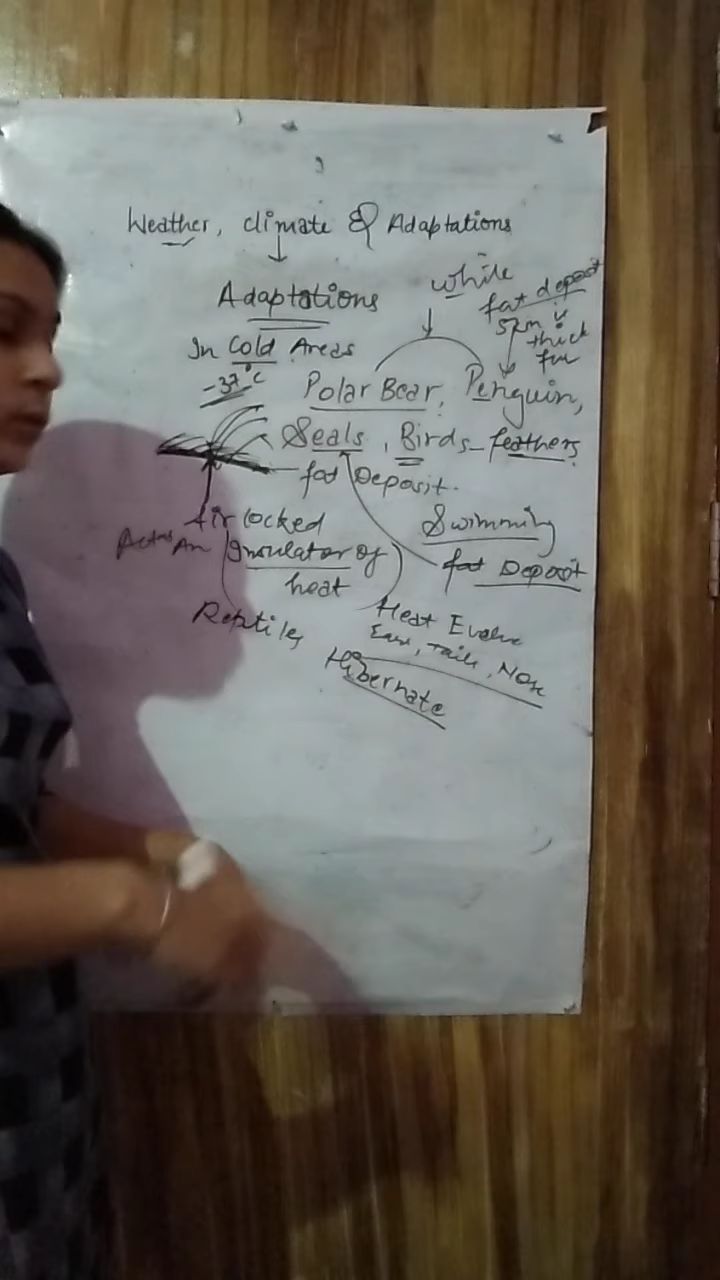 Weather, climate & Adaptations
Adaptations
white
fat deposit
thick
fur
In Cold Areas
-37°C
Polar Bear, Penguin,
Seals, Birds - feathers
fat Deposit.
Air locked
Swimming
Insulator of
fat Deposit
heat
Reptiles
Heat Evolve
Ears, Tails, Nose
Hibernate